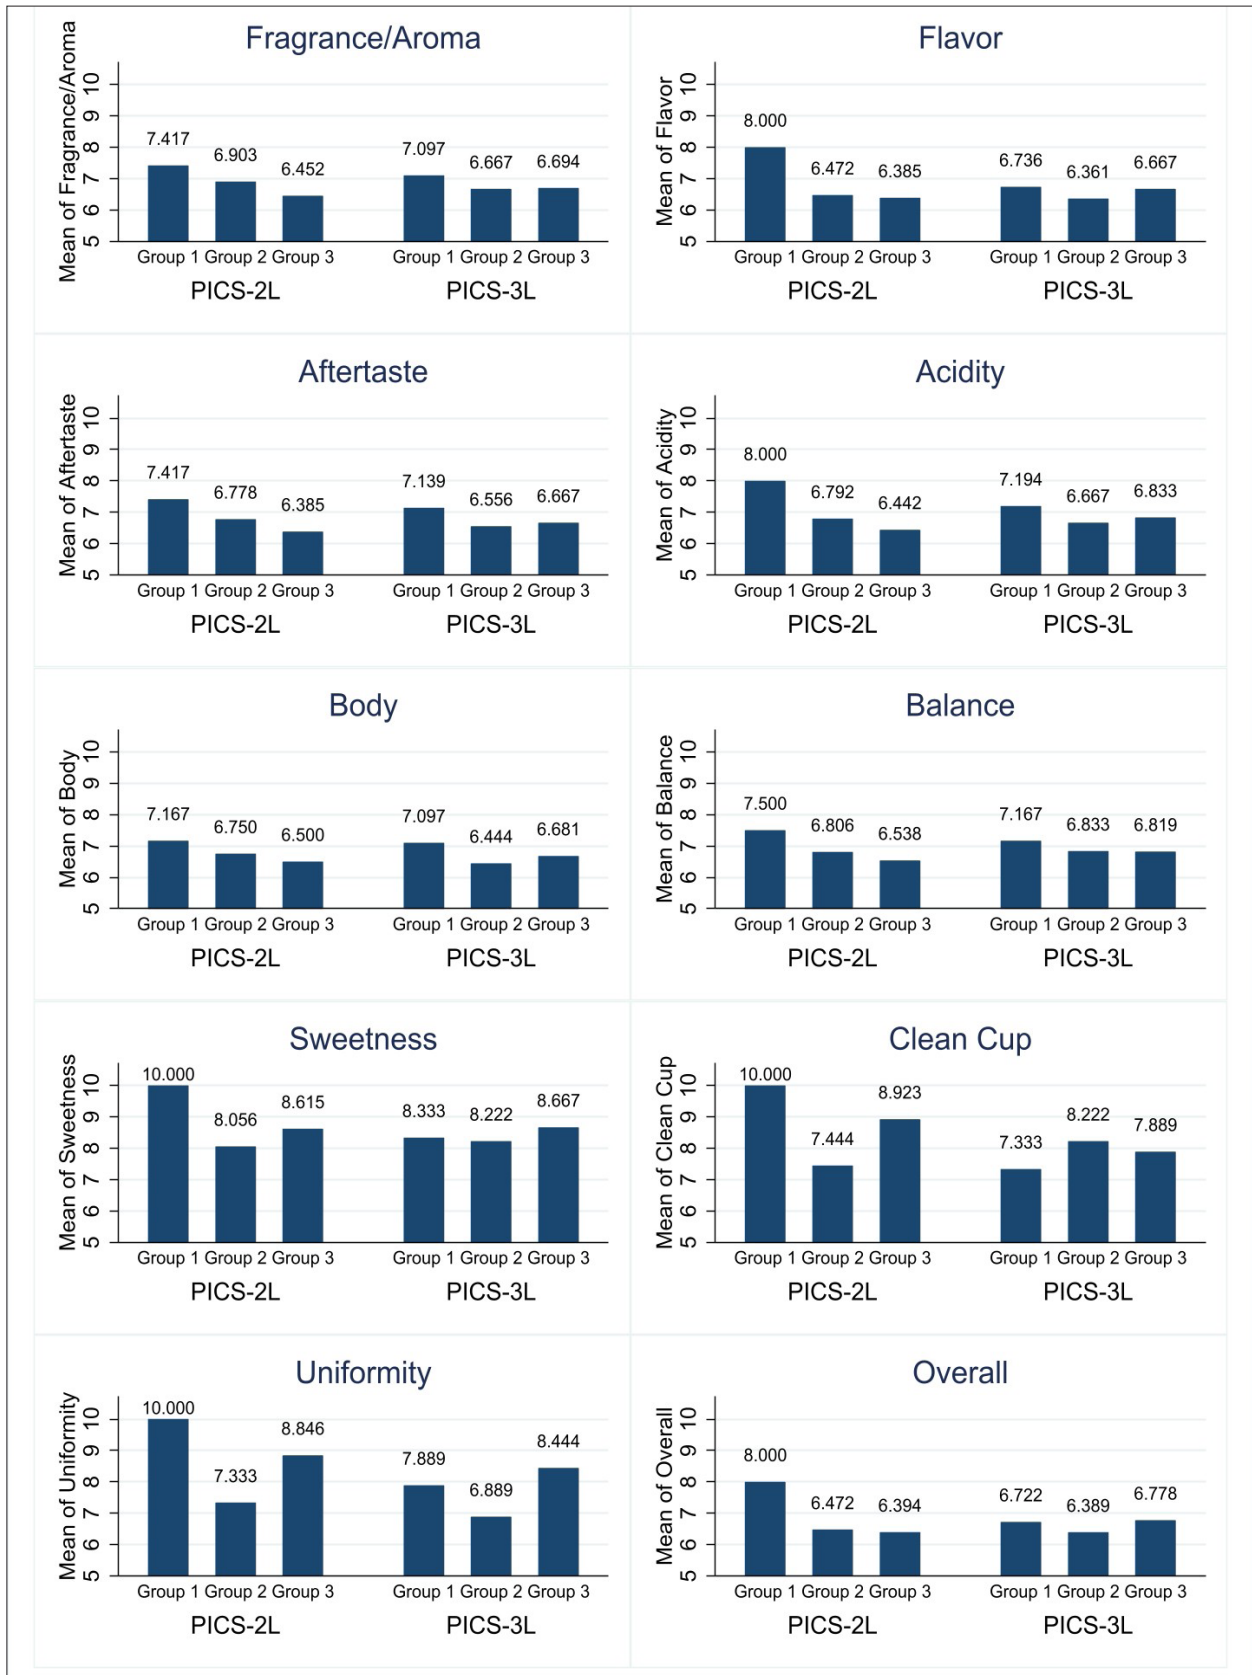 Fragrance/Aroma
Mean of Fragrance/Aroma
5 6 7 8 9 10
7.417 6.903 6.452 7.097 6.667 6.694
Group 1 Group 2 Group 3 Group 1 Group 2 Group 3
PICS-2L PICS-3L
Flavor
Mean of Flavor
5 6 7 8 9 10
8.000 6.472 6.385 6.736 6.361 6.667
Group 1 Group 2 Group 3 Group 1 Group 2 Group 3
PICS-2L PICS-3L
Aftertaste
Mean of Aftertaste
5 6 7 8 9 10
7.417 6.778 6.385 7.139 6.556 6.667
Group 1 Group 2 Group 3 Group 1 Group 2 Group 3
PICS-2L PICS-3L
Acidity
Mean of Acidity
5 6 7 8 9 10
8.000 6.792 6.442 7.194 6.667 6.833
Group 1 Group 2 Group 3 Group 1 Group 2 Group 3
PICS-2L PICS-3L
Body
Mean of Body
5 6 7 8 9 10
7.167 6.750 6.500 7.097 6.444 6.681
Group 1 Group 2 Group 3 Group 1 Group 2 Group 3
PICS-2L PICS-3L
Balance
Mean of Balance
5 6 7 8 9 10
7.500 6.806 6.538 7.167 6.833 6.819
Group 1 Group 2 Group 3 Group 1 Group 2 Group 3
PICS-2L PICS-3L
Sweetness
Mean of Sweetness
5 6 7 8 9 10
10.000 8.056 8.615 8.333 8.222 8.667
Group 1 Group 2 Group 3 Group 1 Group 2 Group 3
PICS-2L PICS-3L
Clean Cup
Mean of Clean Cup
5 6 7 8 9 10
10.000 7.444 8.923 7.333 8.222 7.889
Group 1 Group 2 Group 3 Group 1 Group 2 Group 3
PICS-2L PICS-3L
Uniformity
Mean of Uniformity
5 6 7 8 9 10
10.000 7.333 8.846 7.889 6.889 8.444
Group 1 Group 2 Group 3 Group 1 Group 2 Group 3
PICS-2L PICS-3L
Overall
Mean of Overall
5 6 7 8 9 10
8.000 6.472 6.394 6.722 6.389 6.778
Group 1 Group 2 Group 3 Group 1 Group 2 Group 3
PICS-2L PICS-3L